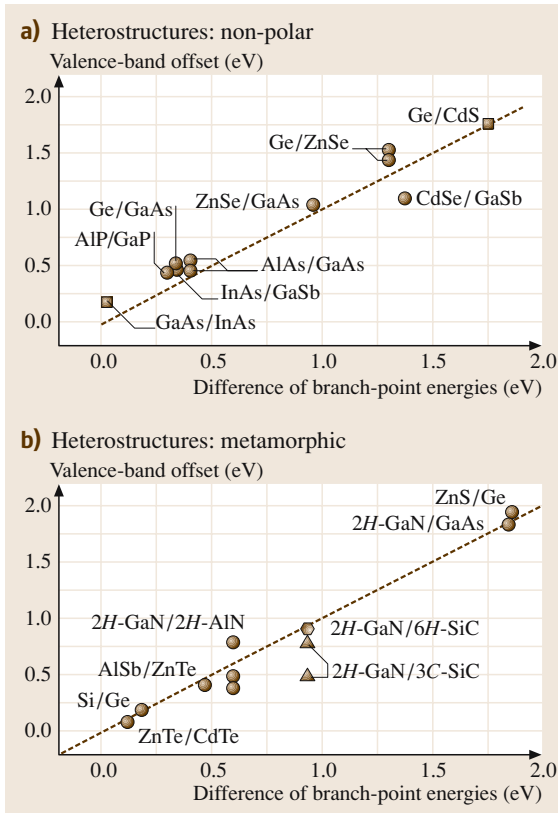 a) Heterostructures: non-polar
Valence-band offset (eV)
2.0
Ge/CdS
1.5
Ge/ZnSe
1.0
Ge/GaAs
ZnSe/GaAs
CdSe/GaSb
AlP/GaP
0.5
AlAs/GaAs
InAs/GaSb
0.0
GaAs/InAs
0.0 0.5 1.0 1.5 2.0
Difference of branch-point energies (eV)
b) Heterostructures: metamorphic
Valence-band offset (eV)
2.0
ZnS/Ge
2H-GaN/GaAs
1.5
1.0
2H-GaN/2H-AlN
2H-GaN/6H-SiC
0.5
AlSb/ZnTe
2H-GaN/3C-SiC
Si/Ge
0.0
ZnTe/CdTe
0.0 0.5 1.0 1.5 2.0
Difference of branch-point energies (eV)